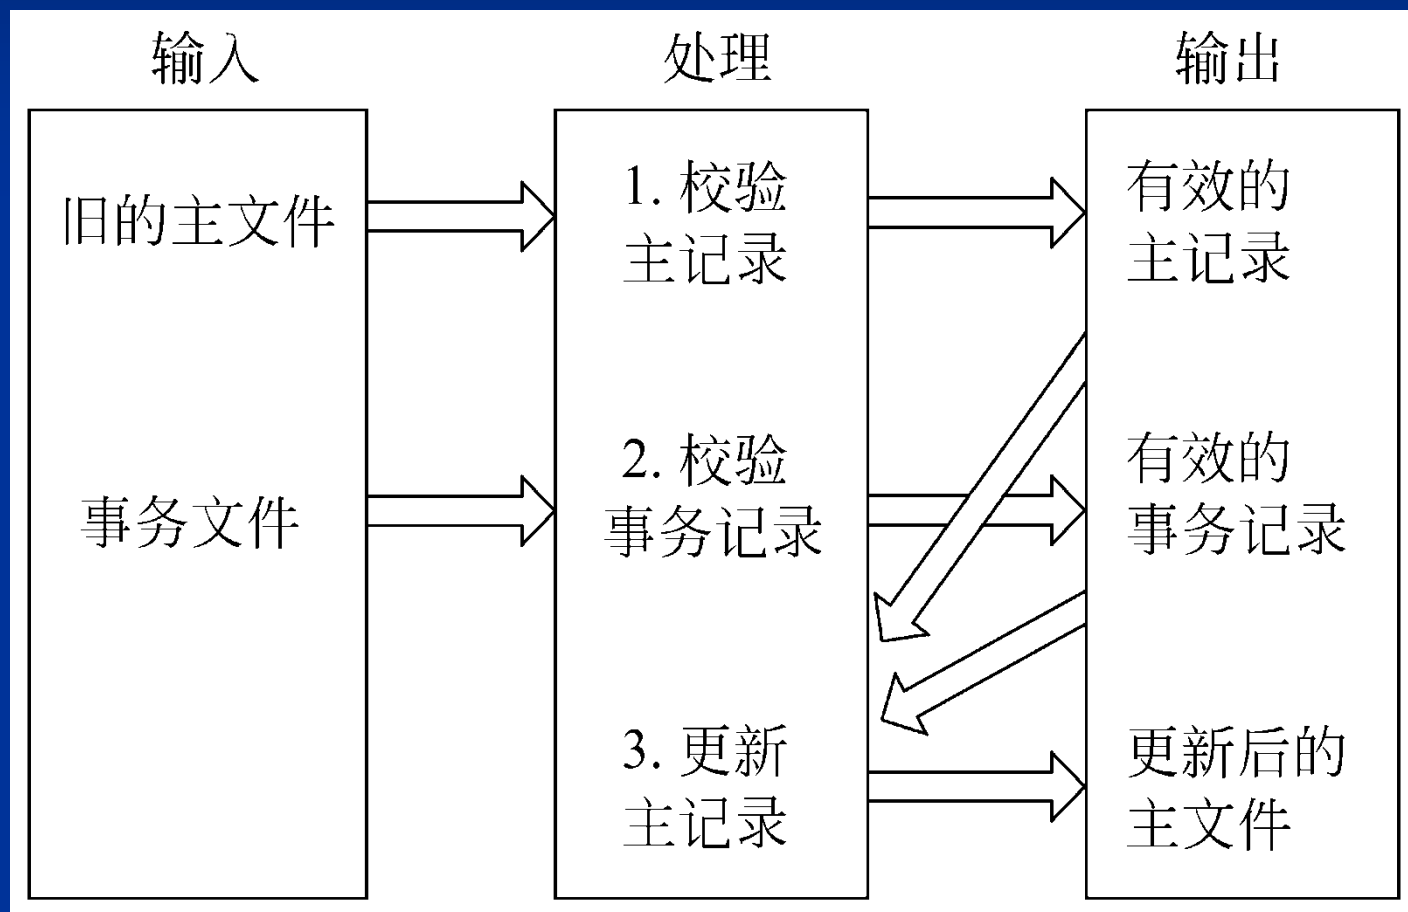 输入
处理
输出
旧的主文件
1. 校验
主记录
有效的
主记录
事务文件
2. 校验
事务记录
有效的
事务记录
3. 更新
主记录
更新后的
主文件